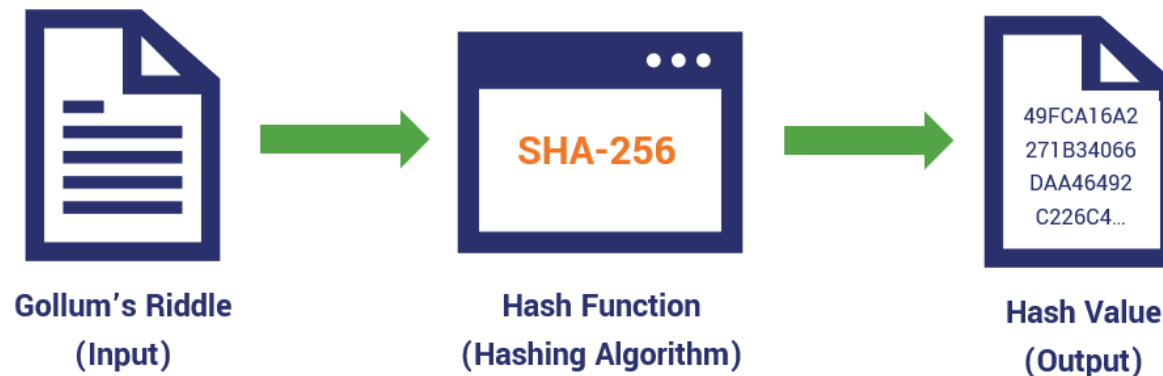 SHA-256
49FCA16A2
271B34066
DAA46492
C226C4...
Gollum's Riddle
(Input)
Hash Function
(Hashing Algorithm)
Hash Value
(Output)